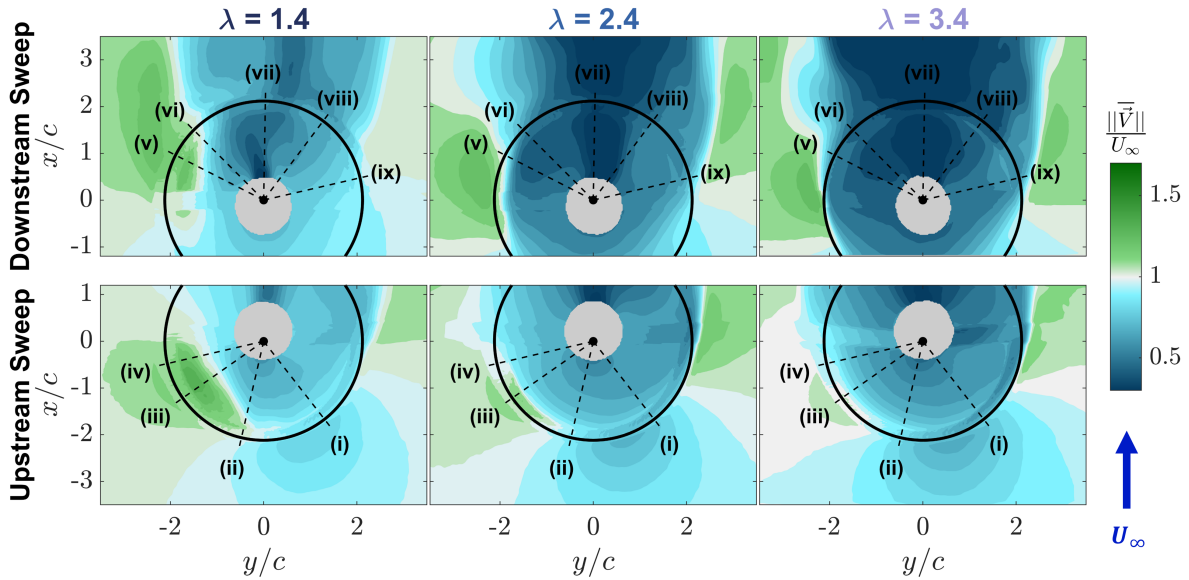 λ = 1.4 λ = 2.4 λ = 3.4
Downstream Sweep
x/c
3
2
1
0
-1
(v) (vi) (vii) (viii) (ix)
(v) (vi) (vii) (viii) (ix)
(v) (vi) (vii) (viii) (ix)
Upstream Sweep
x/c
1
0
-1
-2
-3
(i) (ii) (iii) (iv)
(i) (ii) (iii) (iv)
(i) (ii) (iii) (iv)
-2 0 2 -2 0 2 -2 0 2
y/c y/c y/c
||V⃗||
U∞
1.5
1
0.5
U∞